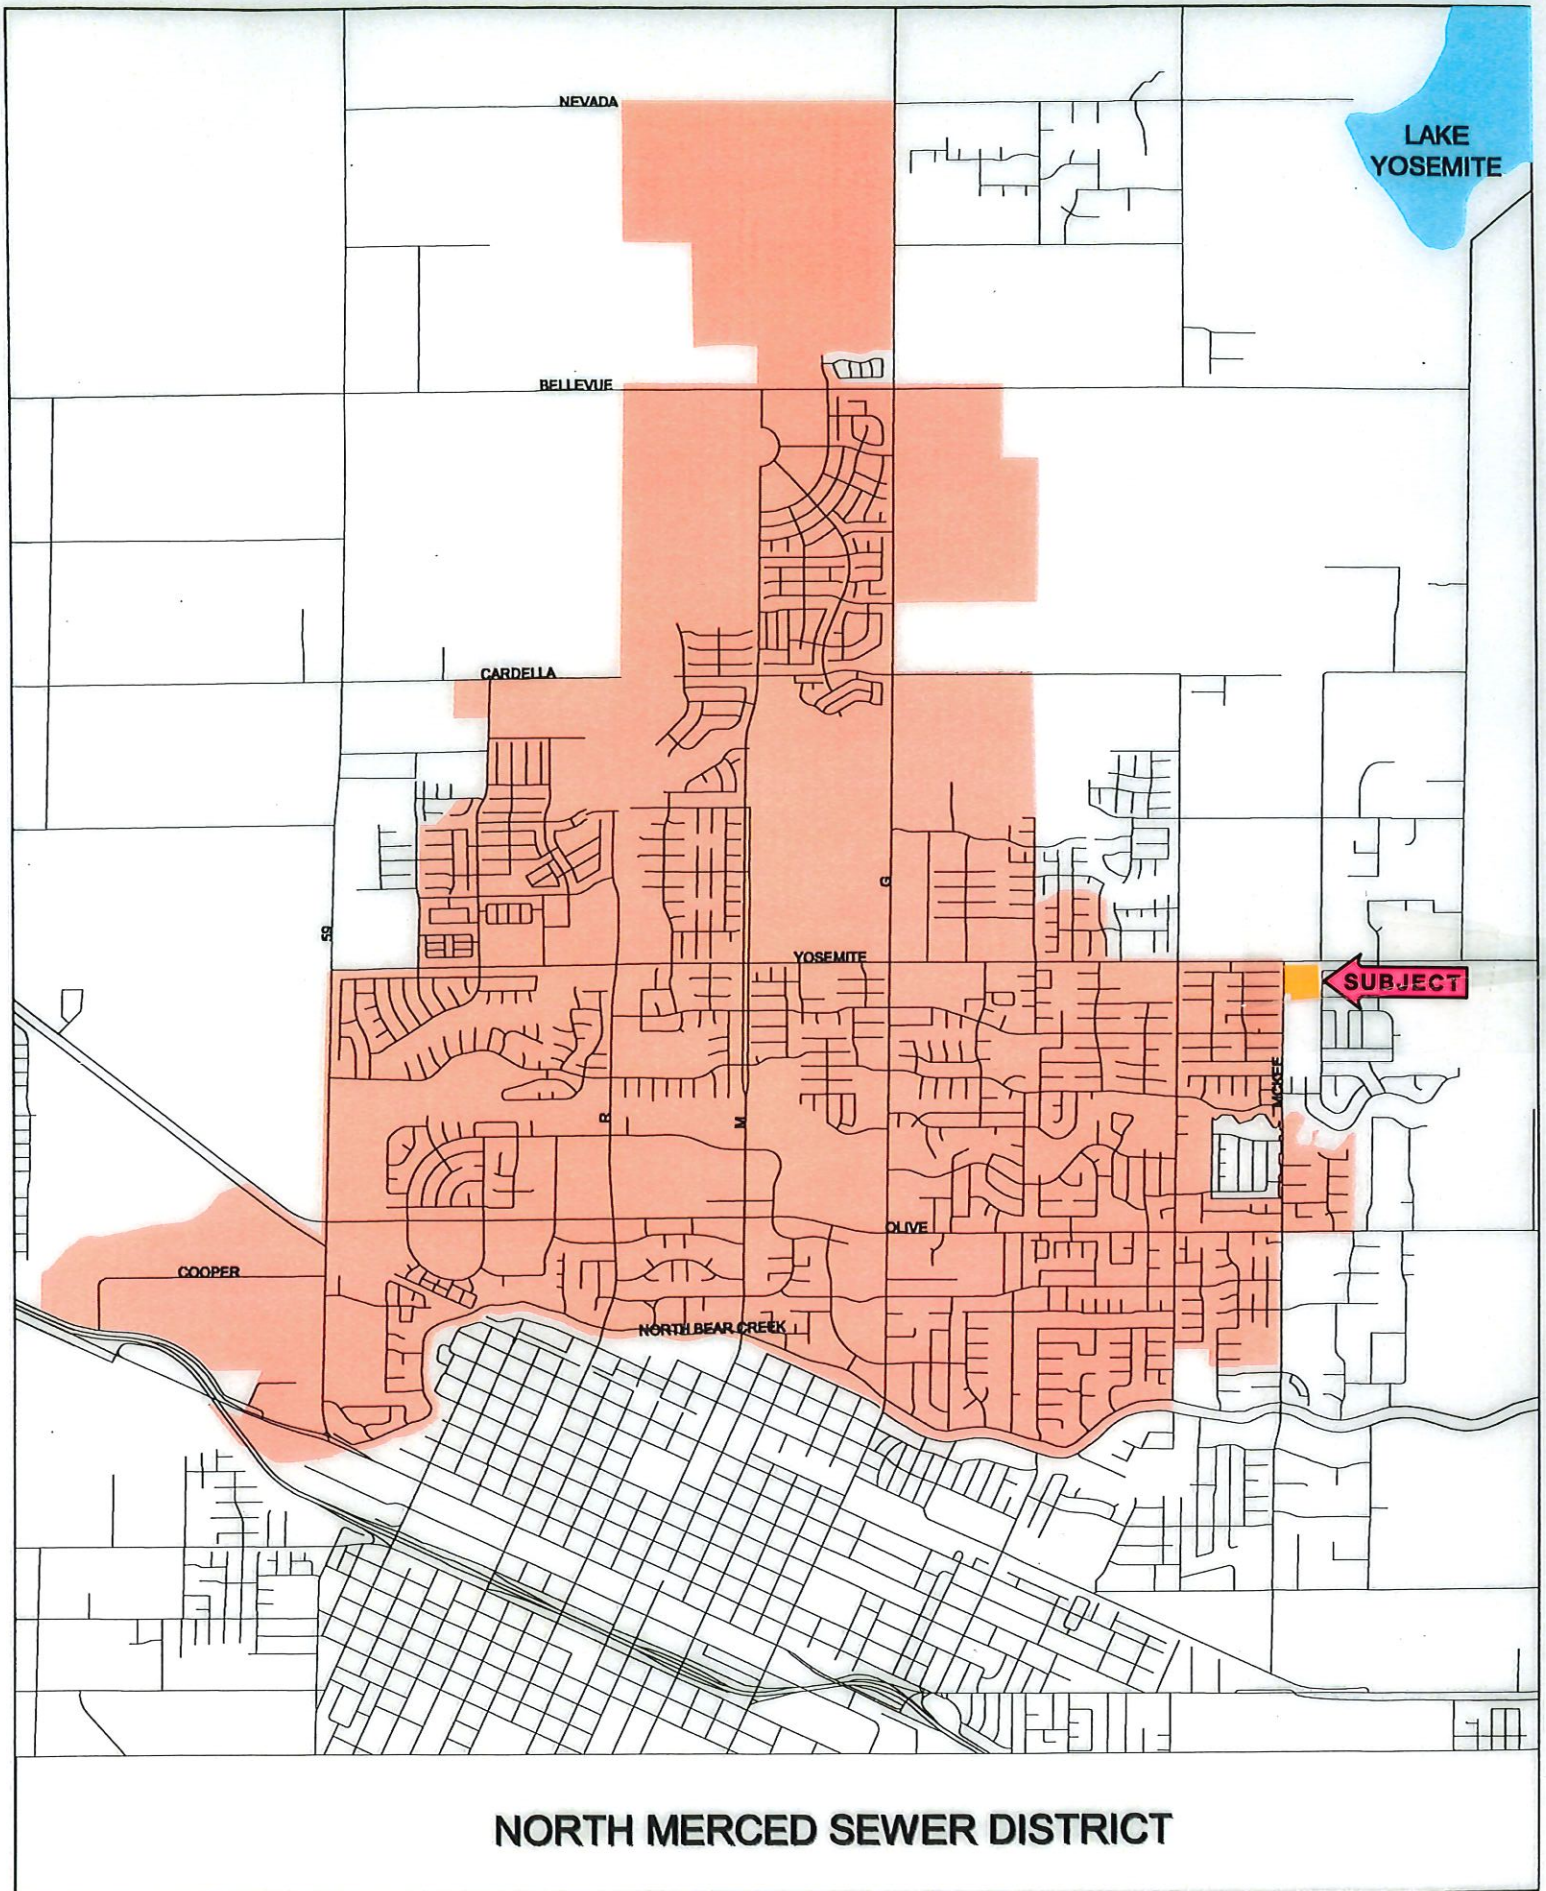 NEVADA
LAKE
YOSEMITE
BELLEVUE
CARDELLA
G
59
YOSEMITE
SUBJECT
MCKEE
R
M
OLIVE
COOPER
NORTH BEAR CREEK
NORTH MERCED SEWER DISTRICT